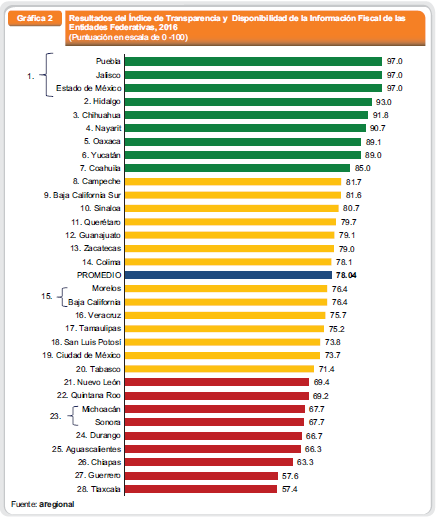 Gráfica 2
Resultados del Índice de Transparencia y Disponibilidad de la Información Fiscal de las
Entidades Federativas, 2016
(Puntuación en escala de 0 -100)
1.
Puebla 97.0
Jalisco 97.0
Estado de México 97.0
2. Hidalgo 93.0
3. Chihuahua 91.8
4. Nayarit 90.7
5. Oaxaca 89.1
6. Yucatán 89.0
7. Coahuila 85.0
8. Campeche 81.7
9. Baja California Sur 81.6
10. Sinaloa 80.7
11. Querétaro 79.7
12. Guanajuato 79.1
13. Zacatecas 79.0
14. Colima 78.1
PROMEDIO 78.04
15.
Morelos 76.4
Baja California 76.4
16. Veracruz 75.7
17. Tamaulipas 75.2
18. San Luis Potosí 73.8
19. Ciudad de México 73.7
20. Tabasco 71.4
21. Nuevo León 69.4
22. Quintana Roo 69.2
23.
Michoacán 67.7
Sonora 67.7
24. Durango 66.7
25. Aguascalientes 66.3
26. Chiapas 63.3
27. Guerrero 57.6
28. Tlaxcala 57.4
Fuente: aregional